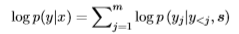 log p(y|x) = ∑_{j=1}^{m} log p (y_j|y_{<j}, s)